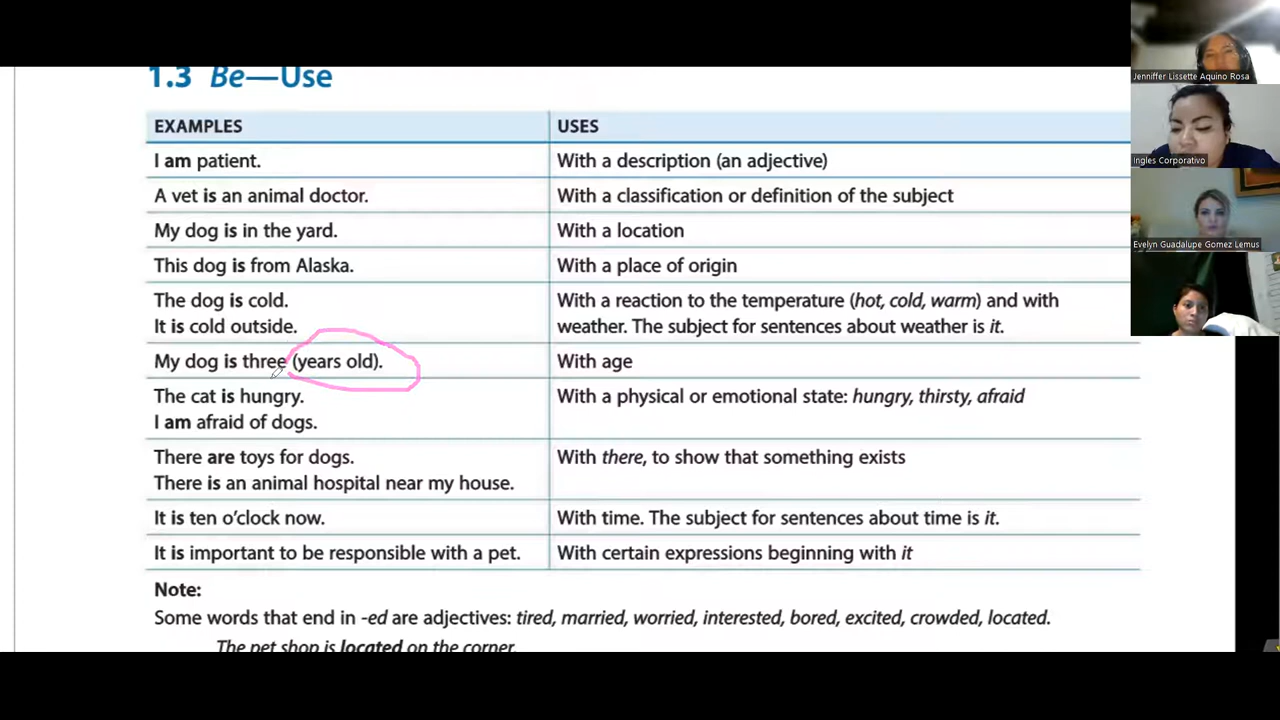 1.3 Be—Use
EXAMPLES USES
I am patient. With a description (an adjective)
A vet is an animal doctor. With a classification or definition of the subject
My dog is in the yard. With a location
This dog is from Alaska. With a place of origin
The dog is cold. With a reaction to the temperature (hot, cold, warm) and with
It is cold outside. weather. The subject for sentences about weather is it.
My dog is three (years old). With age
The cat is hungry. With a physical or emotional state: hungry, thirsty, afraid
I am afraid of dogs.
There are toys for dogs. With there, to show that something exists
There is an animal hospital near my house.
It is ten o'clock now. With time. The subject for sentences about time is it.
It is important to be responsible with a pet. With certain expressions beginning with it
Note:
Some words that end in -ed are adjectives: tired, married, worried, interested, bored, excited, crowded, located.
The pet shop is located on the corner.
Jenniffer Lissette Aquino Rosa
Ingles Corporativo
Evelyn Guadalupe Gomez Lemus